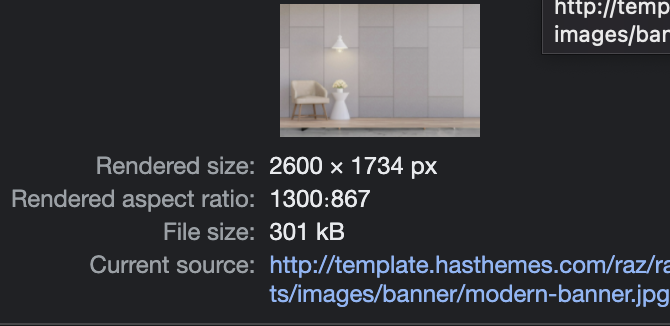 http://temp
images/ban
Rendered size: 2600 × 1734 px
Rendered aspect ratio: 1300:867
File size: 301 kB
Current source: http://template.hasthemes.com/raz/ra
ts/images/banner/modern-banner.jpg